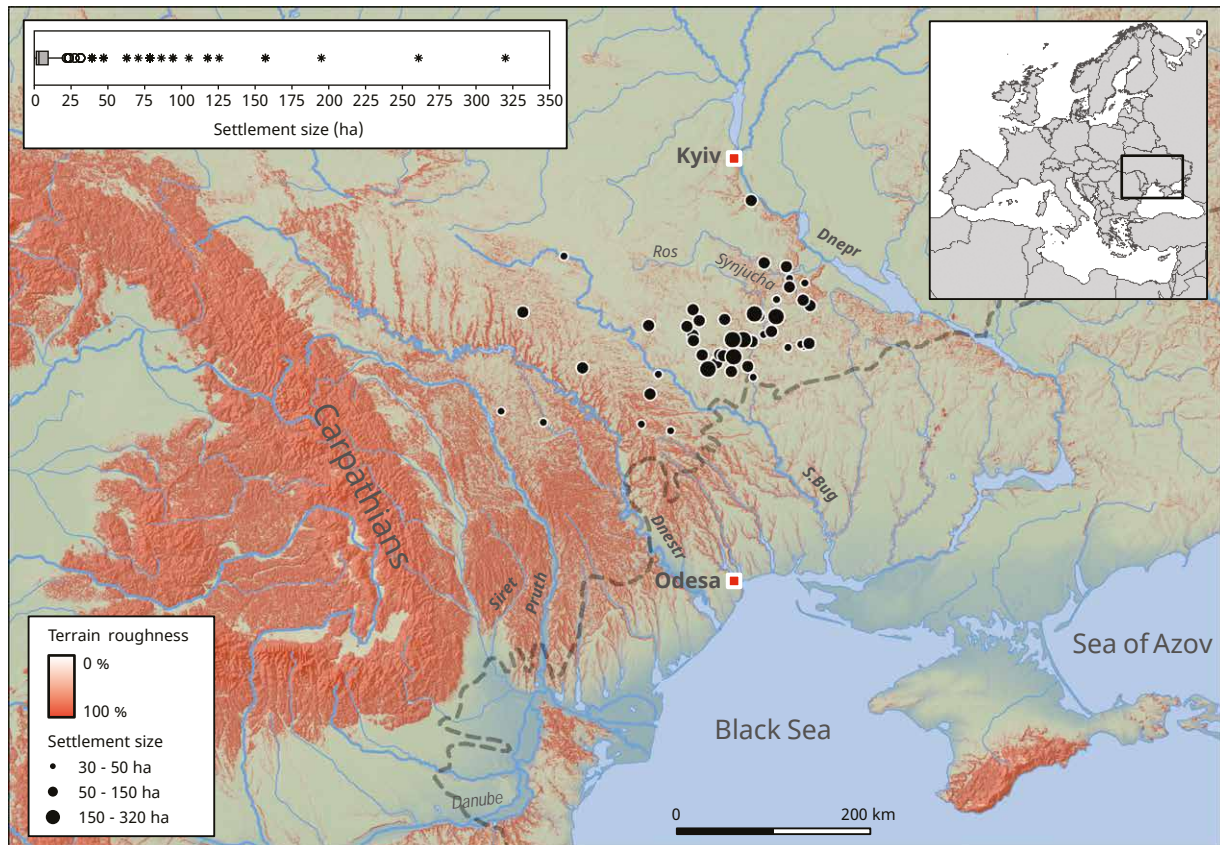 0 25 50 75 100 125 150 175 200 225 250 275 300 325 350
Settlement size (ha)
Kyiv
Dnepr
Ros
Synjucha
Carpathians
S.Bug
Dnestr
Odesa
Siret
Pruth
Sea of Azov
Black Sea
Danube
Terrain roughness
0 %
100 %
Settlement size
30 - 50 ha
50 - 150 ha
150 - 320 ha
0 200 km